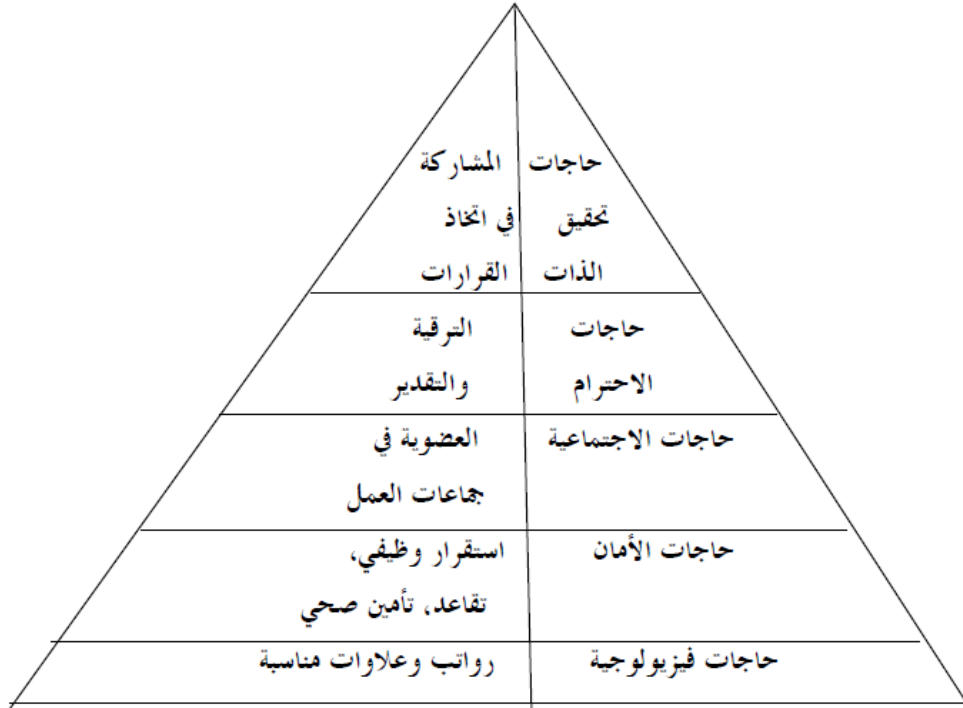 حاجات المشاركة
تحقيق في اتخاذ
الذات القرارات
حاجات الترقية
الاحترام والتقدير
حاجات الاجتماعية العضوية في
جماعات العمل
حاجات الأمان استقرار وظيفي،
تقاعد، تأمين صحي
حاجات فيزيولوجية رواتب وعلاوات مناسبة